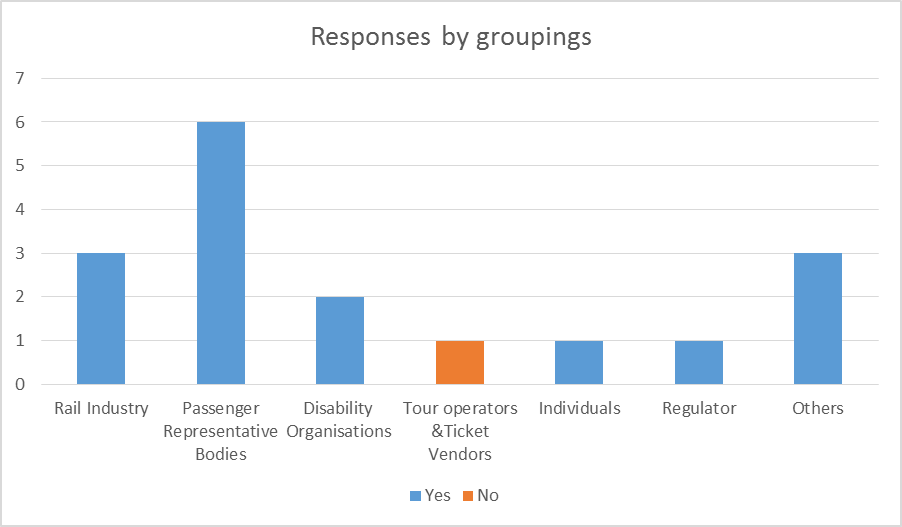 Responses by groupings
7
6
5
4
3
2
1
0
Rail Industry
Passenger
Representative
Bodies
Disability
Organisations
Tour operators
&Ticket
Vendors
Individuals
Regulator
Others
Yes
No